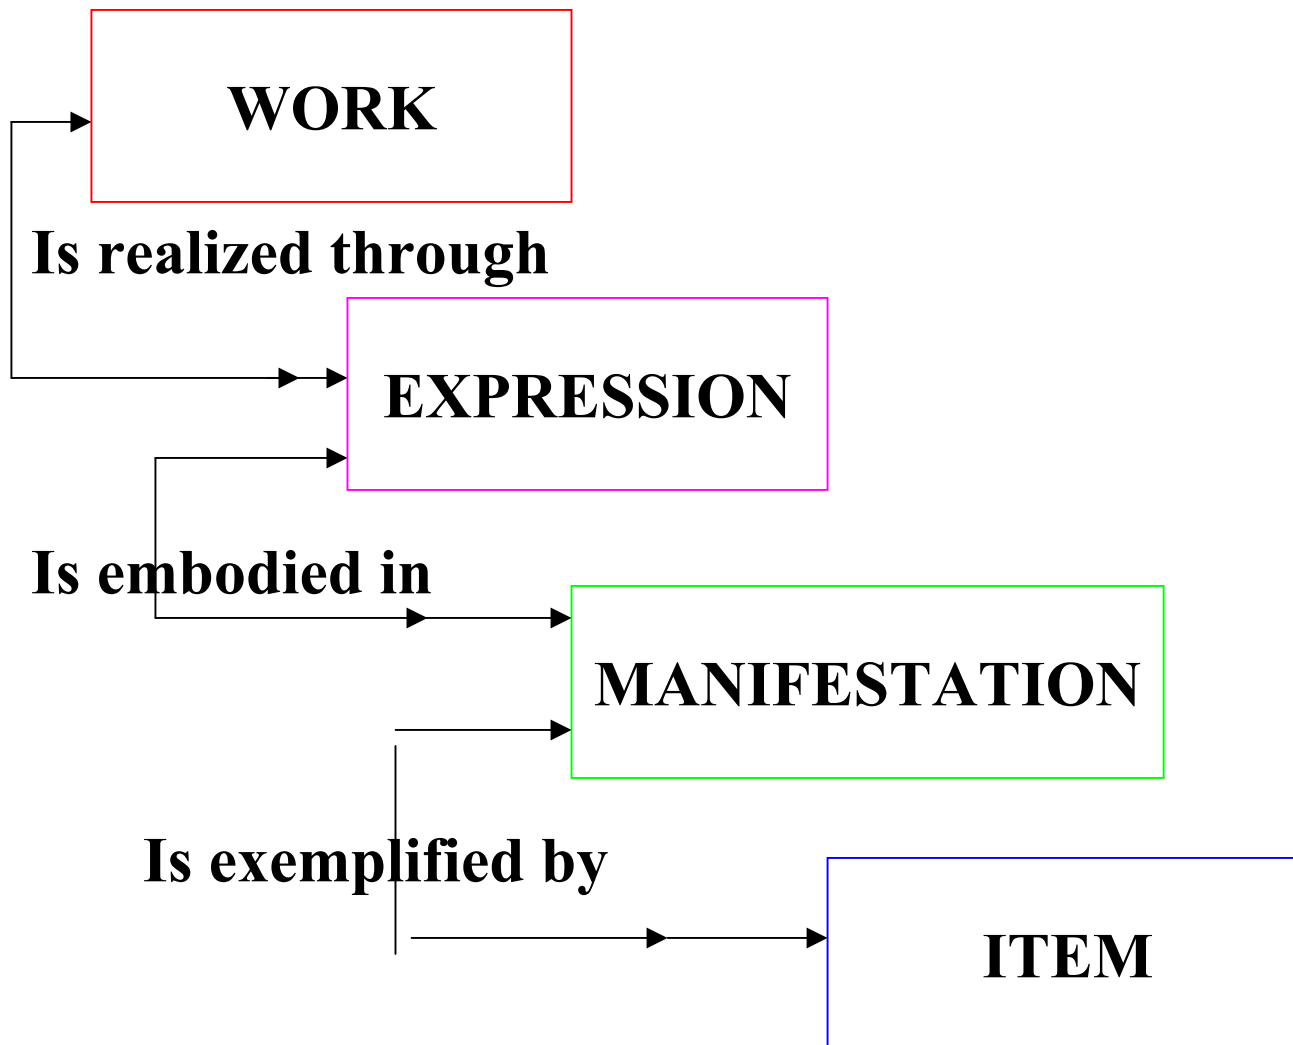 WORK
Is realized through
EXPRESSION
Is embodied in
MANIFESTATION
Is exemplified by
ITEM